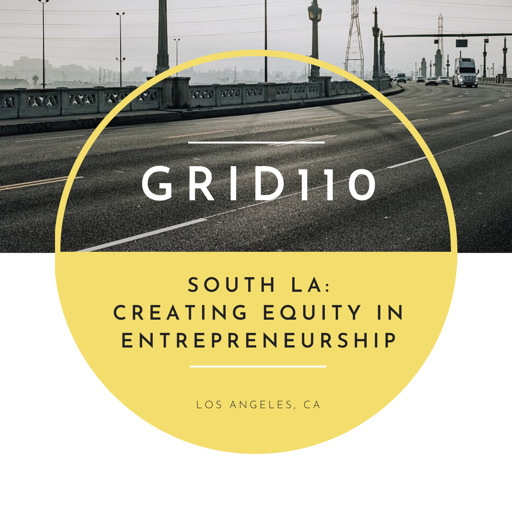 GRID110
SOUTH LA:
CREATING EQUITY IN
ENTREPRENEURSHIP
LOS ANGELES, CA